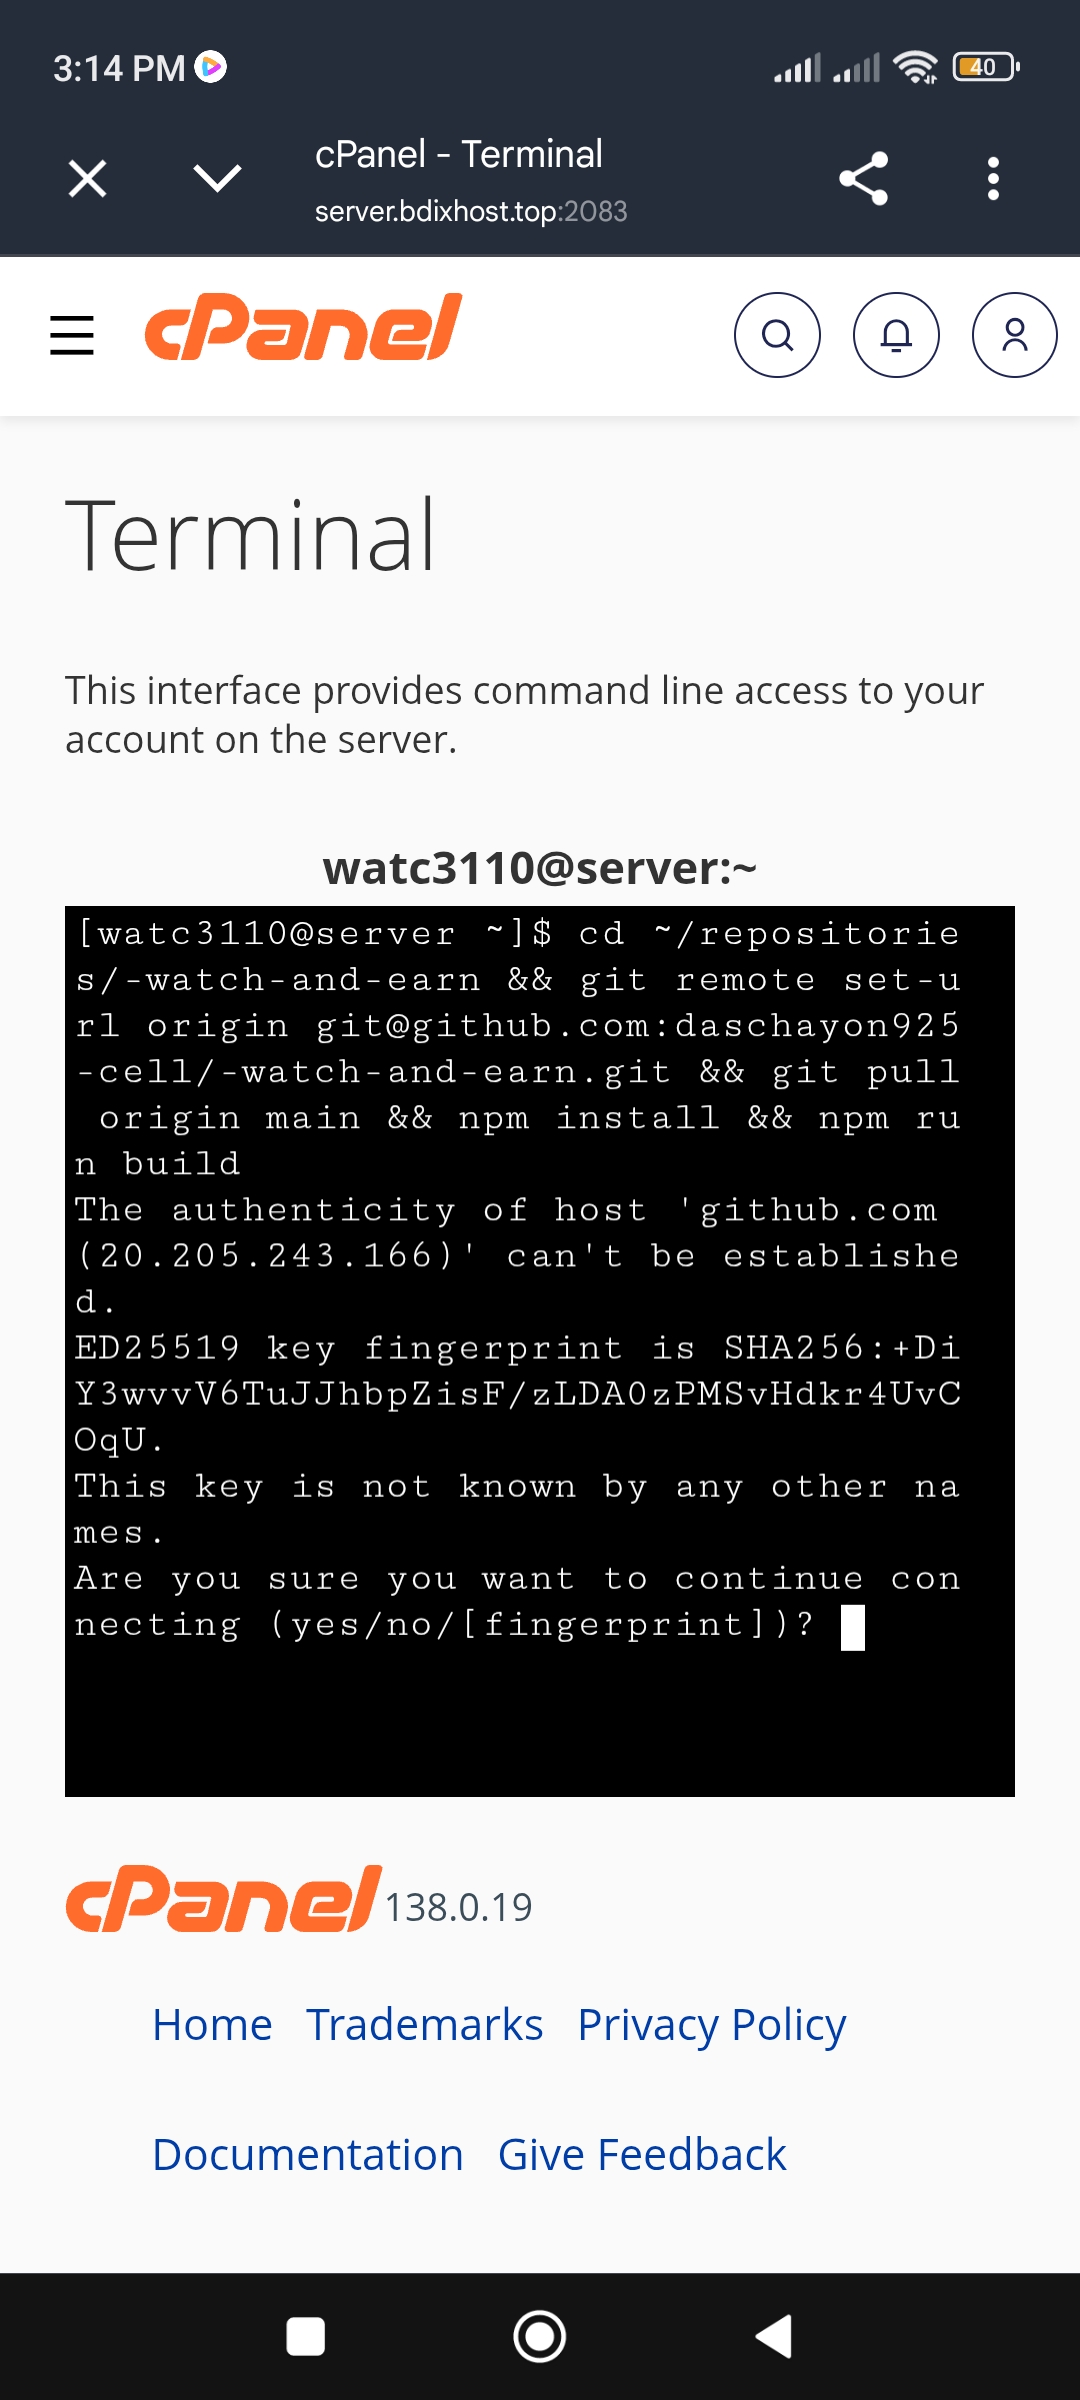 3:14 PM
40
cPanel - Terminal
server.bdixhost.top:2083
cPanel
Terminal
This interface provides command line access to your
account on the server.
watc3110@server:~
[watc3110@server ~]$ cd ~/repositorie
s/-watch-and-earn && git remote set-u
rl origin git@github.com:daschayon925
-cell/-watch-and-earn.git && git pull
origin main && npm install && npm ru
n build
The authenticity of host 'github.com
(20.205.243.166)' can't be establishe
d.
ED25519 key fingerprint is SHA256:+Di
Y3wvvV6TuJJhbpZisF/zLDA0zPMSvHdkr4UvC
OqU.
This key is not known by any other na
mes.
Are you sure you want to continue con
necting (yes/no/[fingerprint])?
cPanel 138.0.19
Home Trademarks Privacy Policy
Documentation Give Feedback